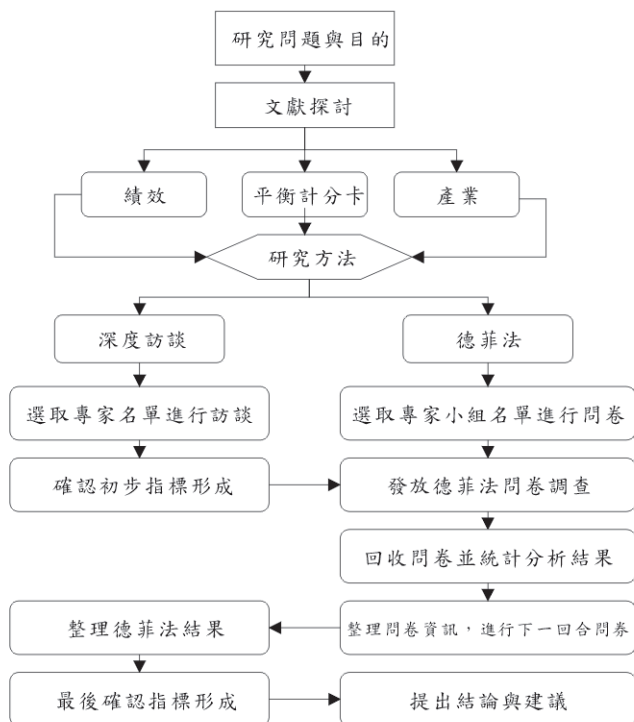 研究問題與目的
文獻探討
績效
平衡計分卡
產業
研究方法
深度訪談
德菲法
選取專家名單進行訪談
選取專家小組名單進行問卷
確認初步指標形成
發放德菲法問卷調查
回收問卷並統計分析結果
整理德菲法結果
整理問卷資訊，進行下一回合問券
最後確認指標形成
提出結論與建議